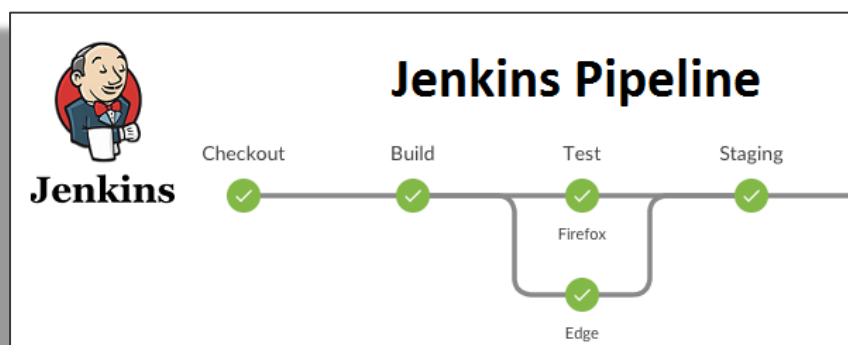 Jenkins Pipeline
Jenkins
Checkout
Build
Test
Staging
Firefox
Edge